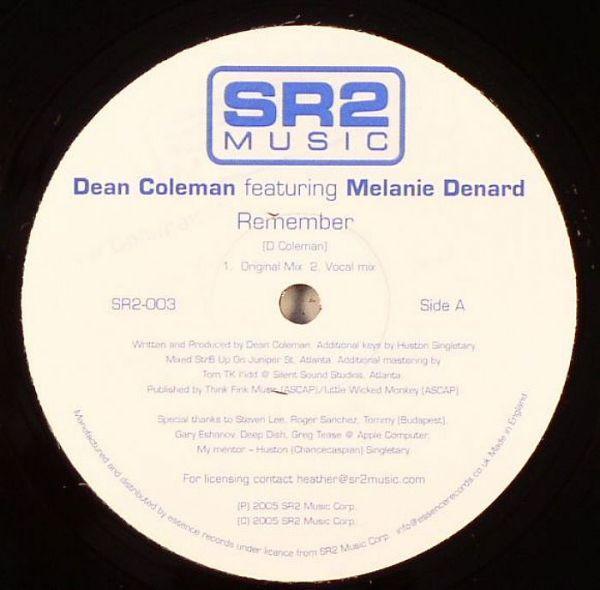 SR2
MUSIC
Dean Coleman featuring Melanie Denard
Remember
(D Coleman)
1. Original Mix 2. Vocal mix
SR2-003
Side A
Written and Produced by Dean Coleman. Additional keys by Huston Singletary
Mixed Up On Juniper St, Atlanta. Additional mastering by
Tom TK @ Silent Sound Studios, Atlanta.
Published by Think Fink Music (ASCAP)/little Wicked Monkey (ASCAP)
Special thanks to Steven Lee, Roger Sanchez, Tommy (Budapest),
Gary Eshanov, Deep Dish, Greg Tease @ Apple Computer.
My mentor – Huston (Chancecaspian) Singletary
For licensing contact heather@sr2music.com
(P) 2005 SR2 Music Corp.
(C) 2005 SR2 Music Corp.
Manufactured and distributed by essence records under licence from SR2 Music Corp. info@essencerecords.co.uk Made in England